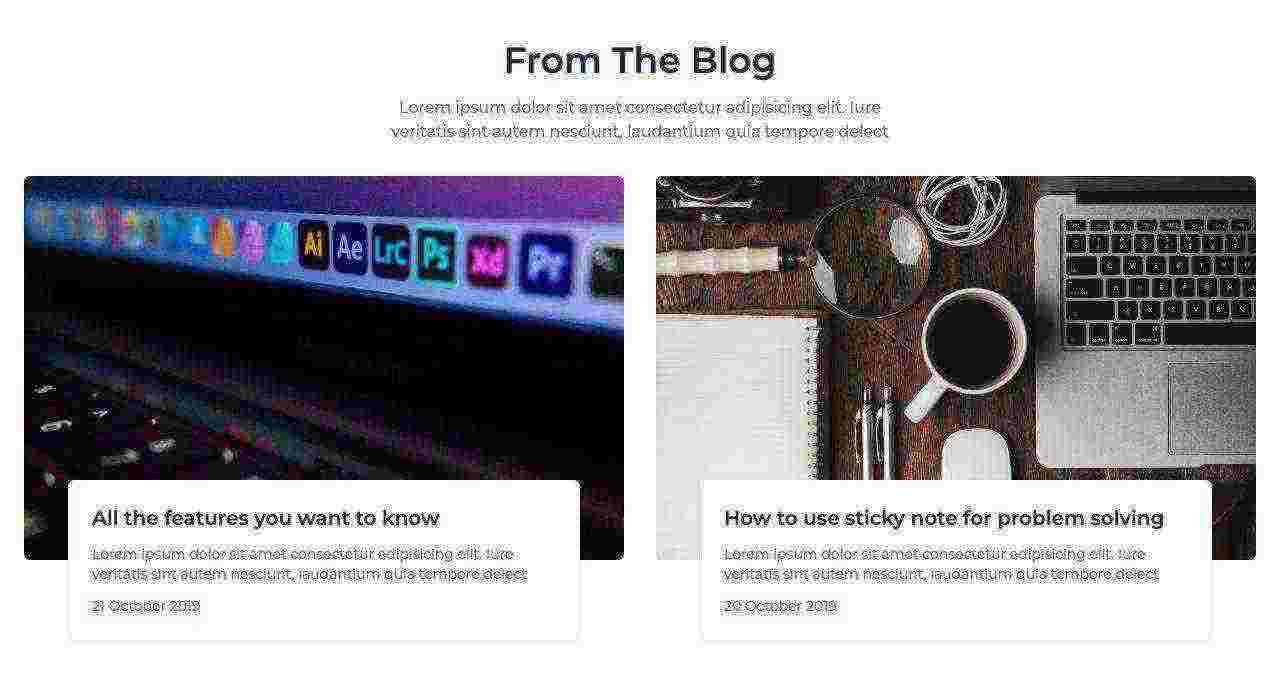 From The Blog
Lorem ipsum dolor sit amet consectetur adipisicing elit. Iure
veritatis sint autem nesciunt, laudantium quia tempore delect
Ai Ae Lrc Ps Xd Pr
All the features you want to know
Lorem ipsum dolor sit amet consectetur adipisicing elit. Iure
veritatis sint autem nesciunt, laudantium quia tempore delect
21 October 2019
How to use sticky note for problem solving
Lorem ipsum dolor sit amet consectetur adipisicing elit. Iure
veritatis sint autem nesciunt, laudantium quia tempore delect
20 October 2019